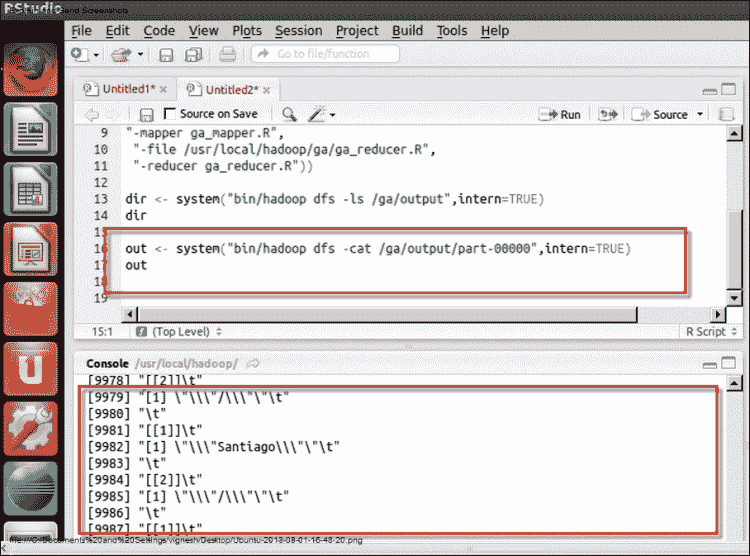 RStudio
File Edit Code View Plots Session Project Build Tools Help
Go to file/function
Untitled1* × Untitled2* ×
Source on Save Run Source
9 "-mapper ga_mapper.R",
10 "-file /usr/local/hadoop/ga/ga_reducer.R",
11 "-reducer ga_reducer.R"))
12
13 dir <- system("bin/hadoop dfs -ls /ga/output",intern=TRUE)
14 dir
15
16 out <- system("bin/hadoop dfs -cat /ga/output/part-00000",intern=TRUE)
17 out
18
19
15:1 (Top Level) R Script
Console /usr/local/hadoop/
[9978] "[[2]]\t"
[9979] "[1] \"\\\"/\\\"\"\t"
[9980] "\t"
[9981] "[[1]]\t"
[9982] "[1] \"\\\"Santiago\\\"\"\t"
[9983] "\t"
[9984] "[[2]]\t"
[9985] "[1] \"\\\"/\\\"\"\t"
[9986] "\t"
[9987] "[[1]]\t"
file:///C:/Documents%20and%20Settings/vignesh/Desktop/Ubuntu-2013-08-01-16-48-20.png